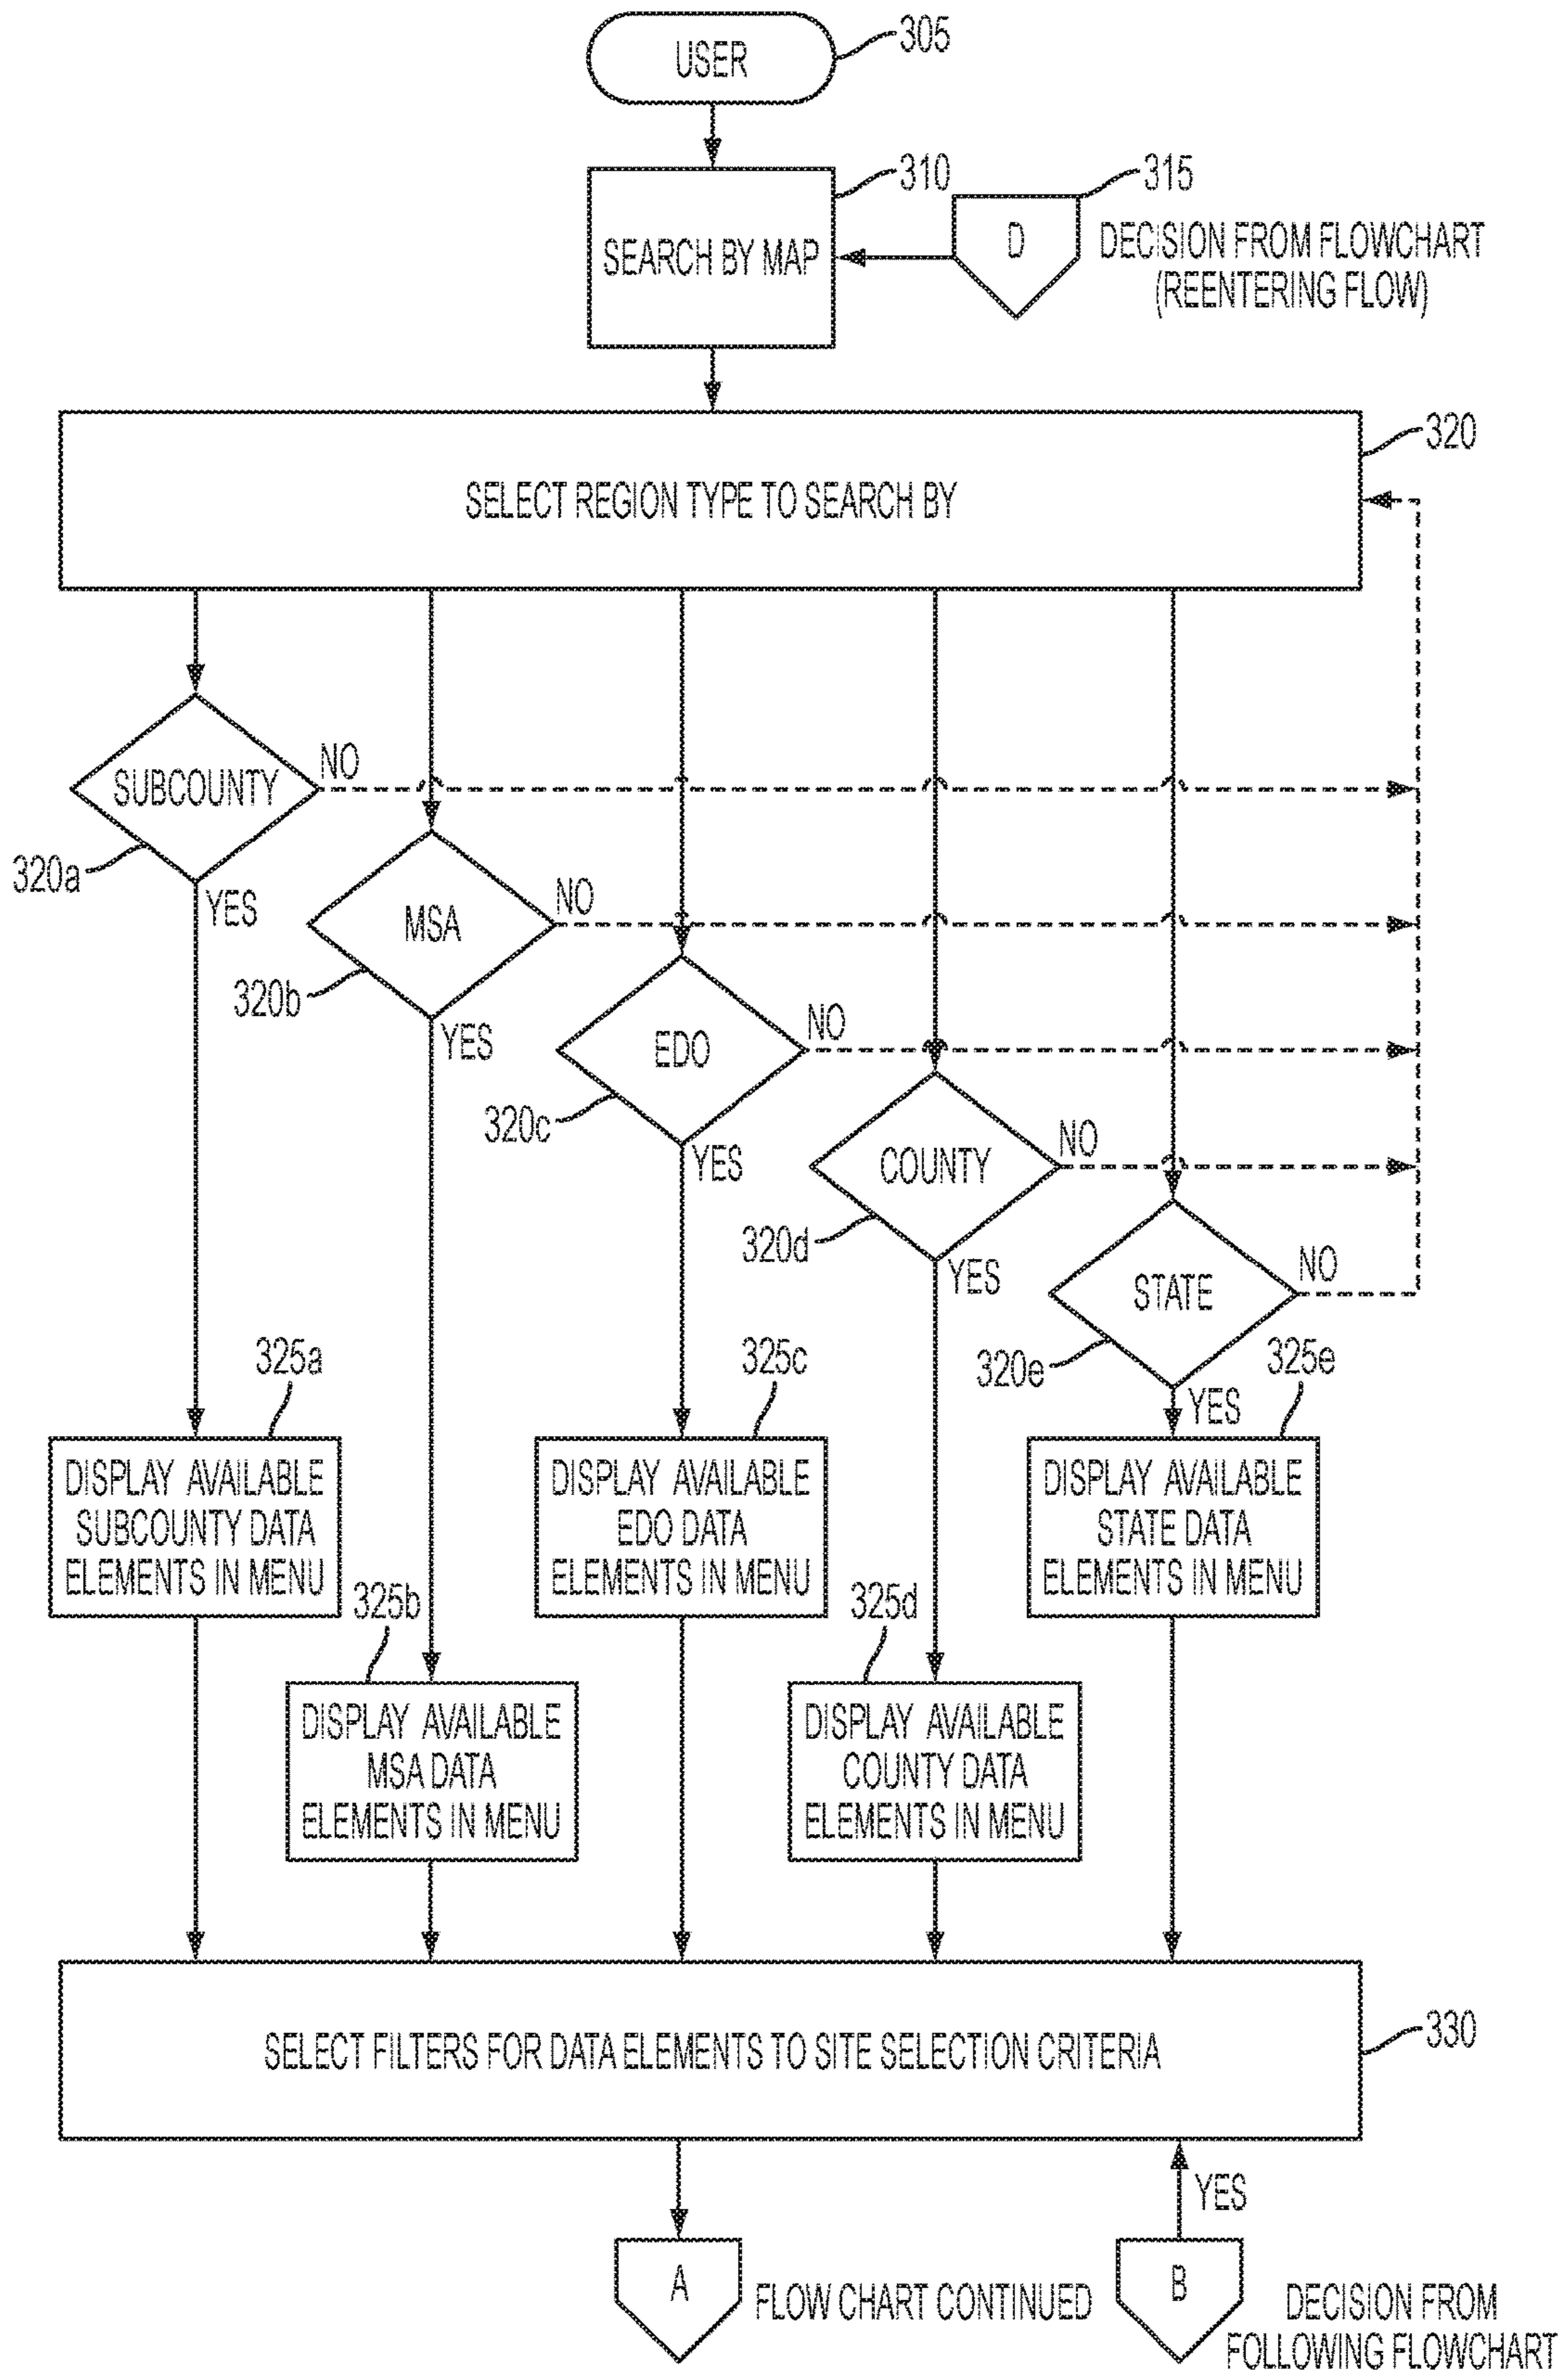 USER
305
310
315
SEARCH BY MAP
D
DECISION FROM FLOWCHART
(REENTERING FLOW)
320
SELECT REGION TYPE TO SEARCH BY
SUBCOUNTY
NO
320a
YES
MSA
NO
320b
YES
EDO
NO
320c
YES
COUNTY
NO
320d
YES
STATE
NO
320e
YES
325a
325c
325e
DISPLAY AVAILABLE
SUBCOUNTY DATA
ELEMENTS IN MENU
DISPLAY AVAILABLE
EDO DATA
ELEMENTS IN MENU
DISPLAY AVAILABLE
STATE DATA
ELEMENTS IN MENU
325b
325d
DISPLAY AVAILABLE
MSA DATA
ELEMENTS IN MENU
DISPLAY AVAILABLE
COUNTY DATA
ELEMENTS IN MENU
330
SELECT FILTERS FOR DATA ELEMENTS TO SITE SELECTION CRITERIA
YES
A
FLOW CHART CONTINUED
B
DECISION FROM
FOLLOWING FLOWCHART